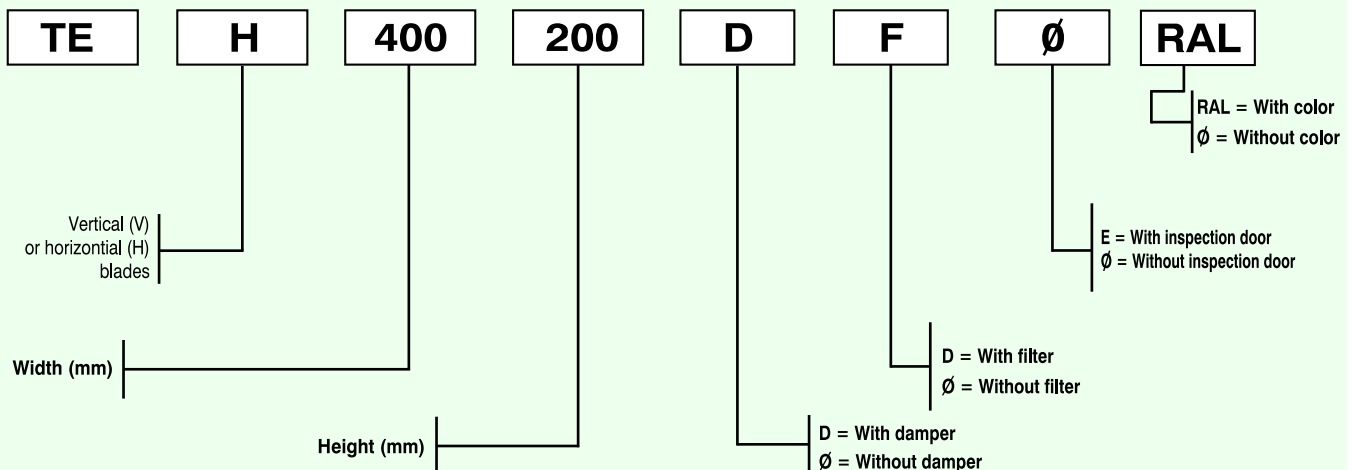 TE H 400 200 D F Ø RAL
RAL = With color
Ø = Without color
Vertical (V)
or horizontial (H)
blades
E = With inspection door
Ø = Without inspection door
Width (mm)
D = With filter
Ø = Without filter
Height (mm)
D = With damper
Ø = Without damper